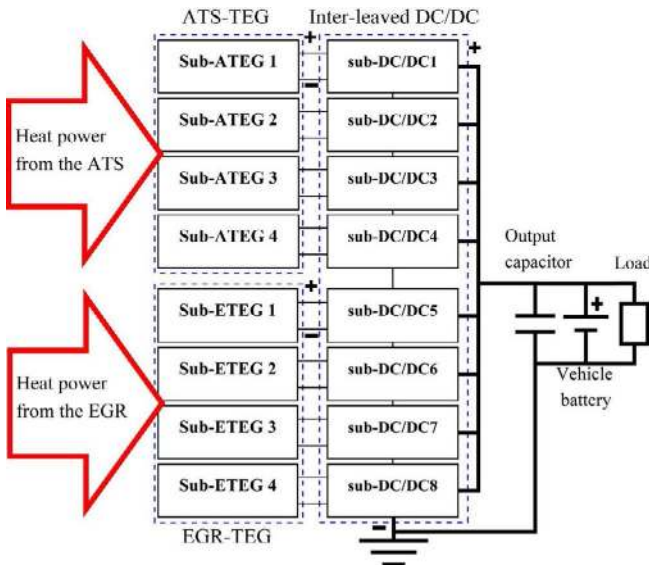 ATS-TEG
Inter-leaved DC/DC
+
+
Sub-ATEG 1
sub-DC/DC1
−
Sub-ATEG 2
sub-DC/DC2
Heat power
from the ATS
Sub-ATEG 3
sub-DC/DC3
Sub-ATEG 4
sub-DC/DC4
Output
capacitor
Load
+
Sub-ETEG 1
sub-DC/DC5
−
+
Sub-ETEG 2
sub-DC/DC6
Vehicle
battery
Heat power
from the EGR
Sub-ETEG 3
sub-DC/DC7
Sub-ETEG 4
sub-DC/DC8
−
EGR-TEG